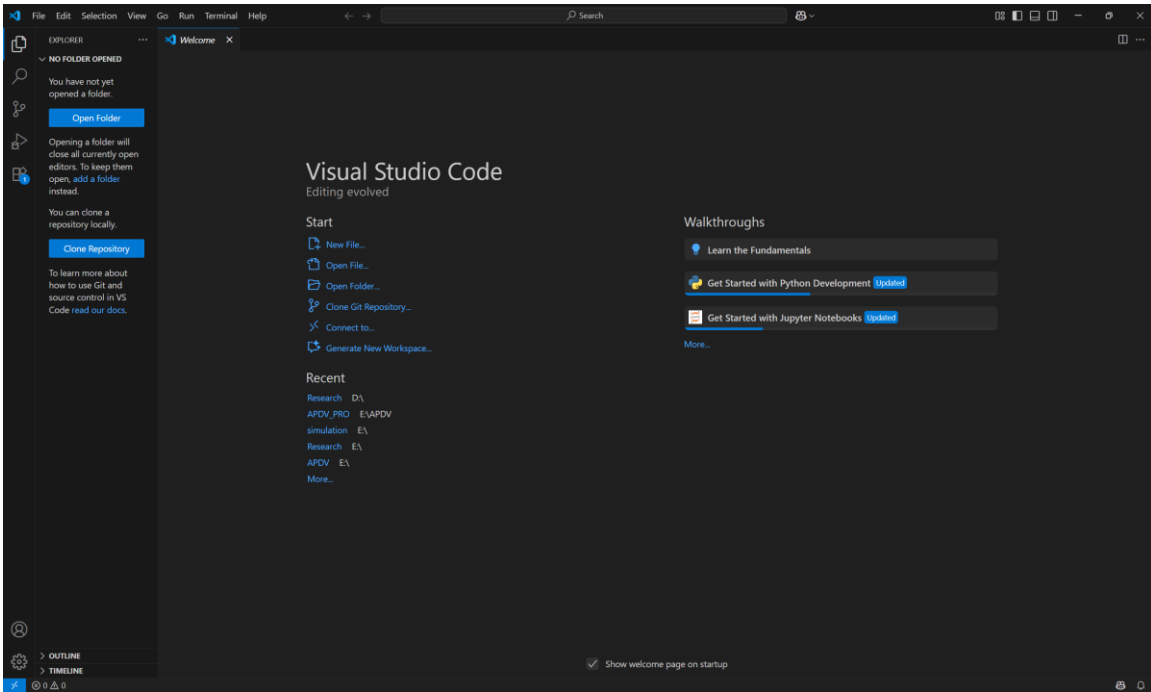 File Edit Selection View Go Run Terminal Help
Search
EXPLORER
Welcome
NO FOLDER OPENED
You have not yet
opened a folder.
Open Folder
Opening a folder will
close all currently open
editors. To keep them
open, add a folder
instead.
You can clone a
repository locally.
Clone Repository
To learn more about
how to use Git and
source control in VS
Code read our docs.
OUTLINE
TIMELINE
Visual Studio Code
Editing evolved
Start
New File...
Open File...
Open Folder...
Clone Git Repository...
Connect to...
Generate New Workspace...
Recent
Research D:\
APDV_PRO E:\APDV
simulation E:\
Research E:\
APDV E:\
More...
Walkthroughs
Learn the Fundamentals
Get Started with Python Development Updated
Get Started with Jupyter Notebooks Updated
More...
Show welcome page on startup
1
0 0